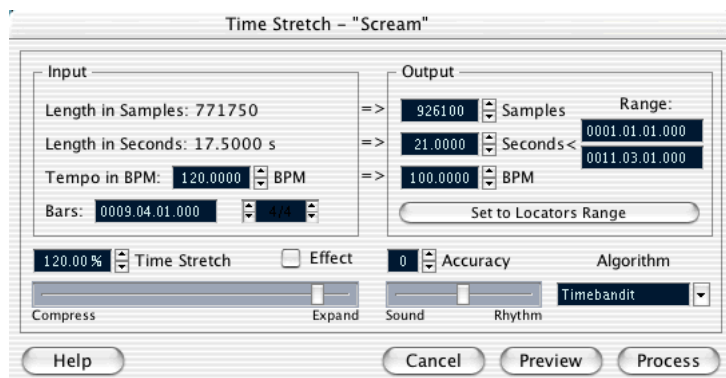 Time Stretch – "Scream"
Input
Length in Samples: 771750
Length in Seconds: 17.5000 s
Tempo in BPM: 120.0000 BPM
Bars: 0009.04.01.000 4/4
=>
=>
=>
Output
926100 Samples
21.0000 Seconds<
100.0000 BPM
Range:
0001.01.01.000
0011.03.01.000
Set to Locators Range
120.00 % Time Stretch
Effect
Compress Expand
0 Accuracy
Sound Rhythm
Algorithm
Timebandit
Help Cancel Preview Process